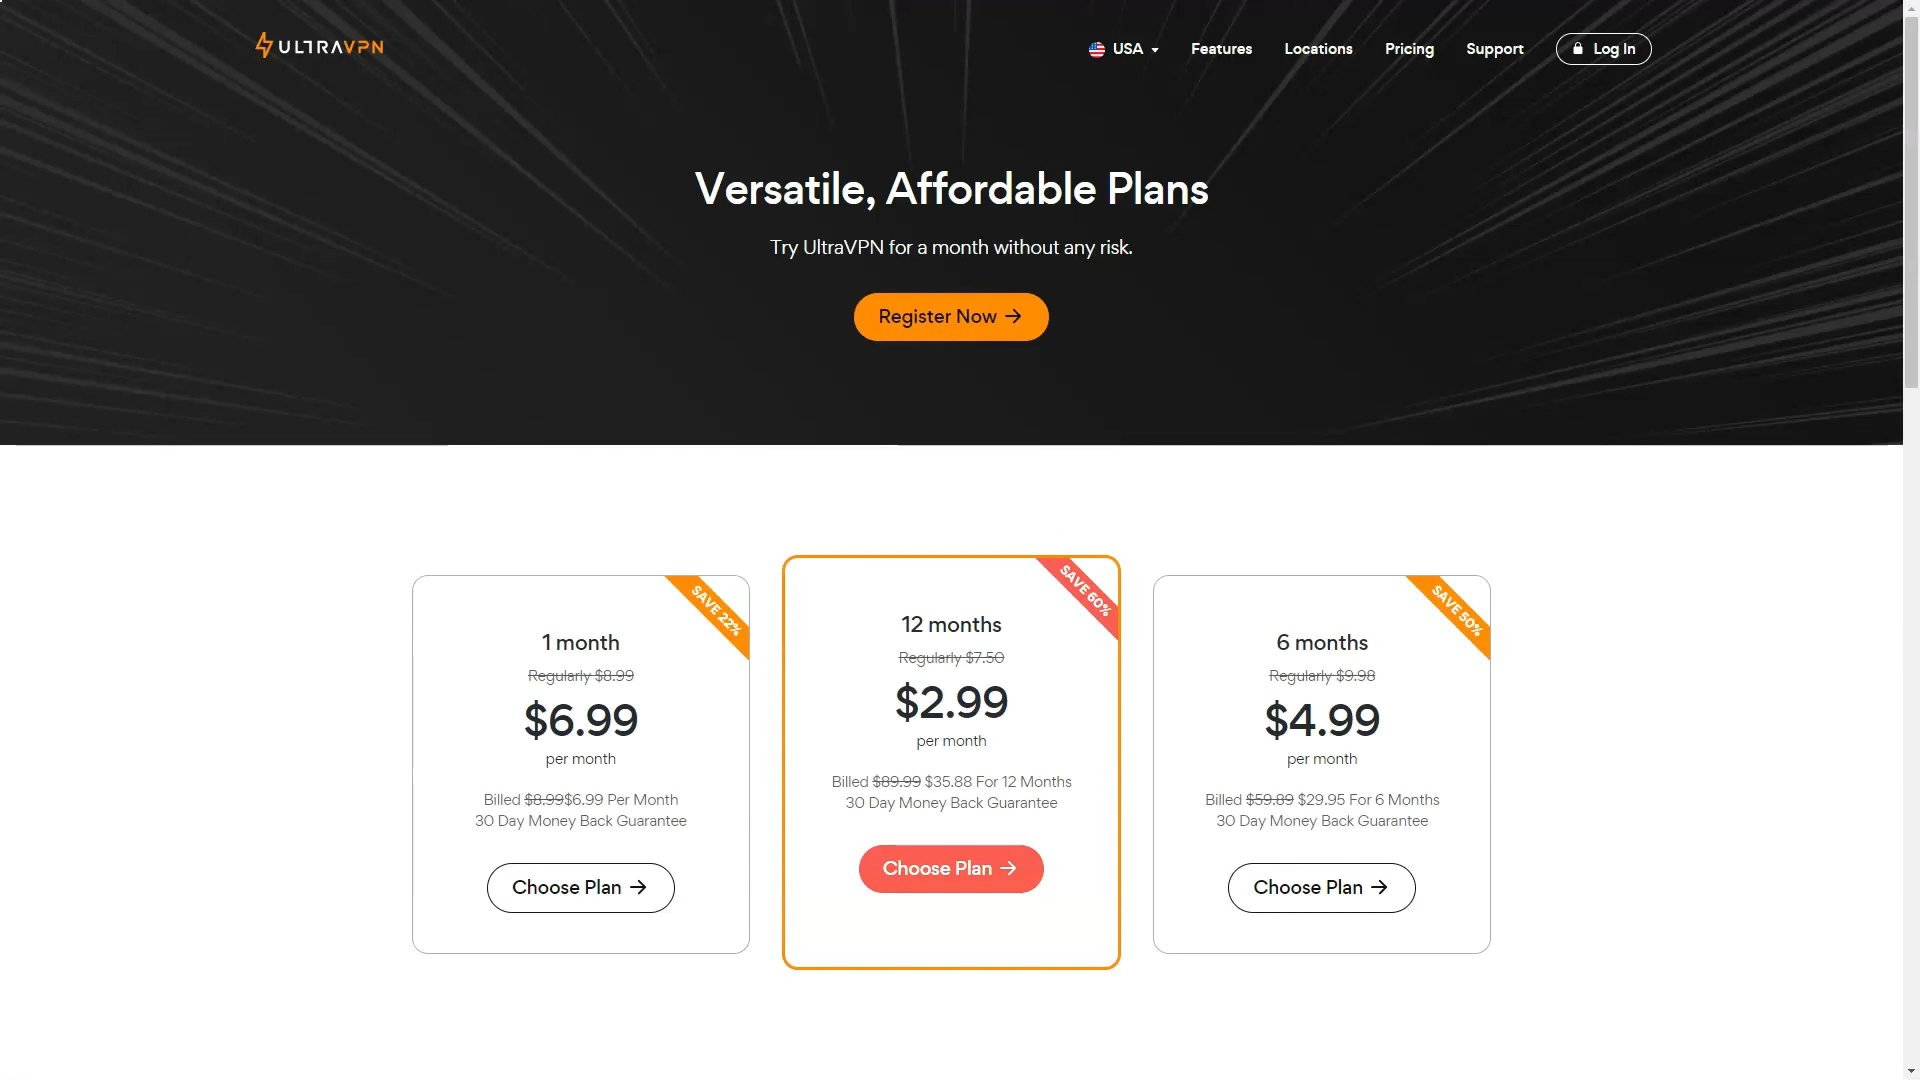 ULTRAVPN
USA
Features
Locations
Pricing
Support
Log In
Versatile, Affordable Plans
Try UltraVPN for a month without any risk.
Register Now
SAVE 22%
1 month
Regularly $8.99
$6.99
per month
Billed $8.99$6.99 Per Month
30 Day Money Back Guarantee
Choose Plan
SAVE 60%
12 months
Regularly $7.50
$2.99
per month
Billed $89.99 $35.88 For 12 Months
30 Day Money Back Guarantee
Choose Plan
SAVE 50%
6 months
Regularly $9.98
$4.99
per month
Billed $59.89 $29.95 For 6 Months
30 Day Money Back Guarantee
Choose Plan